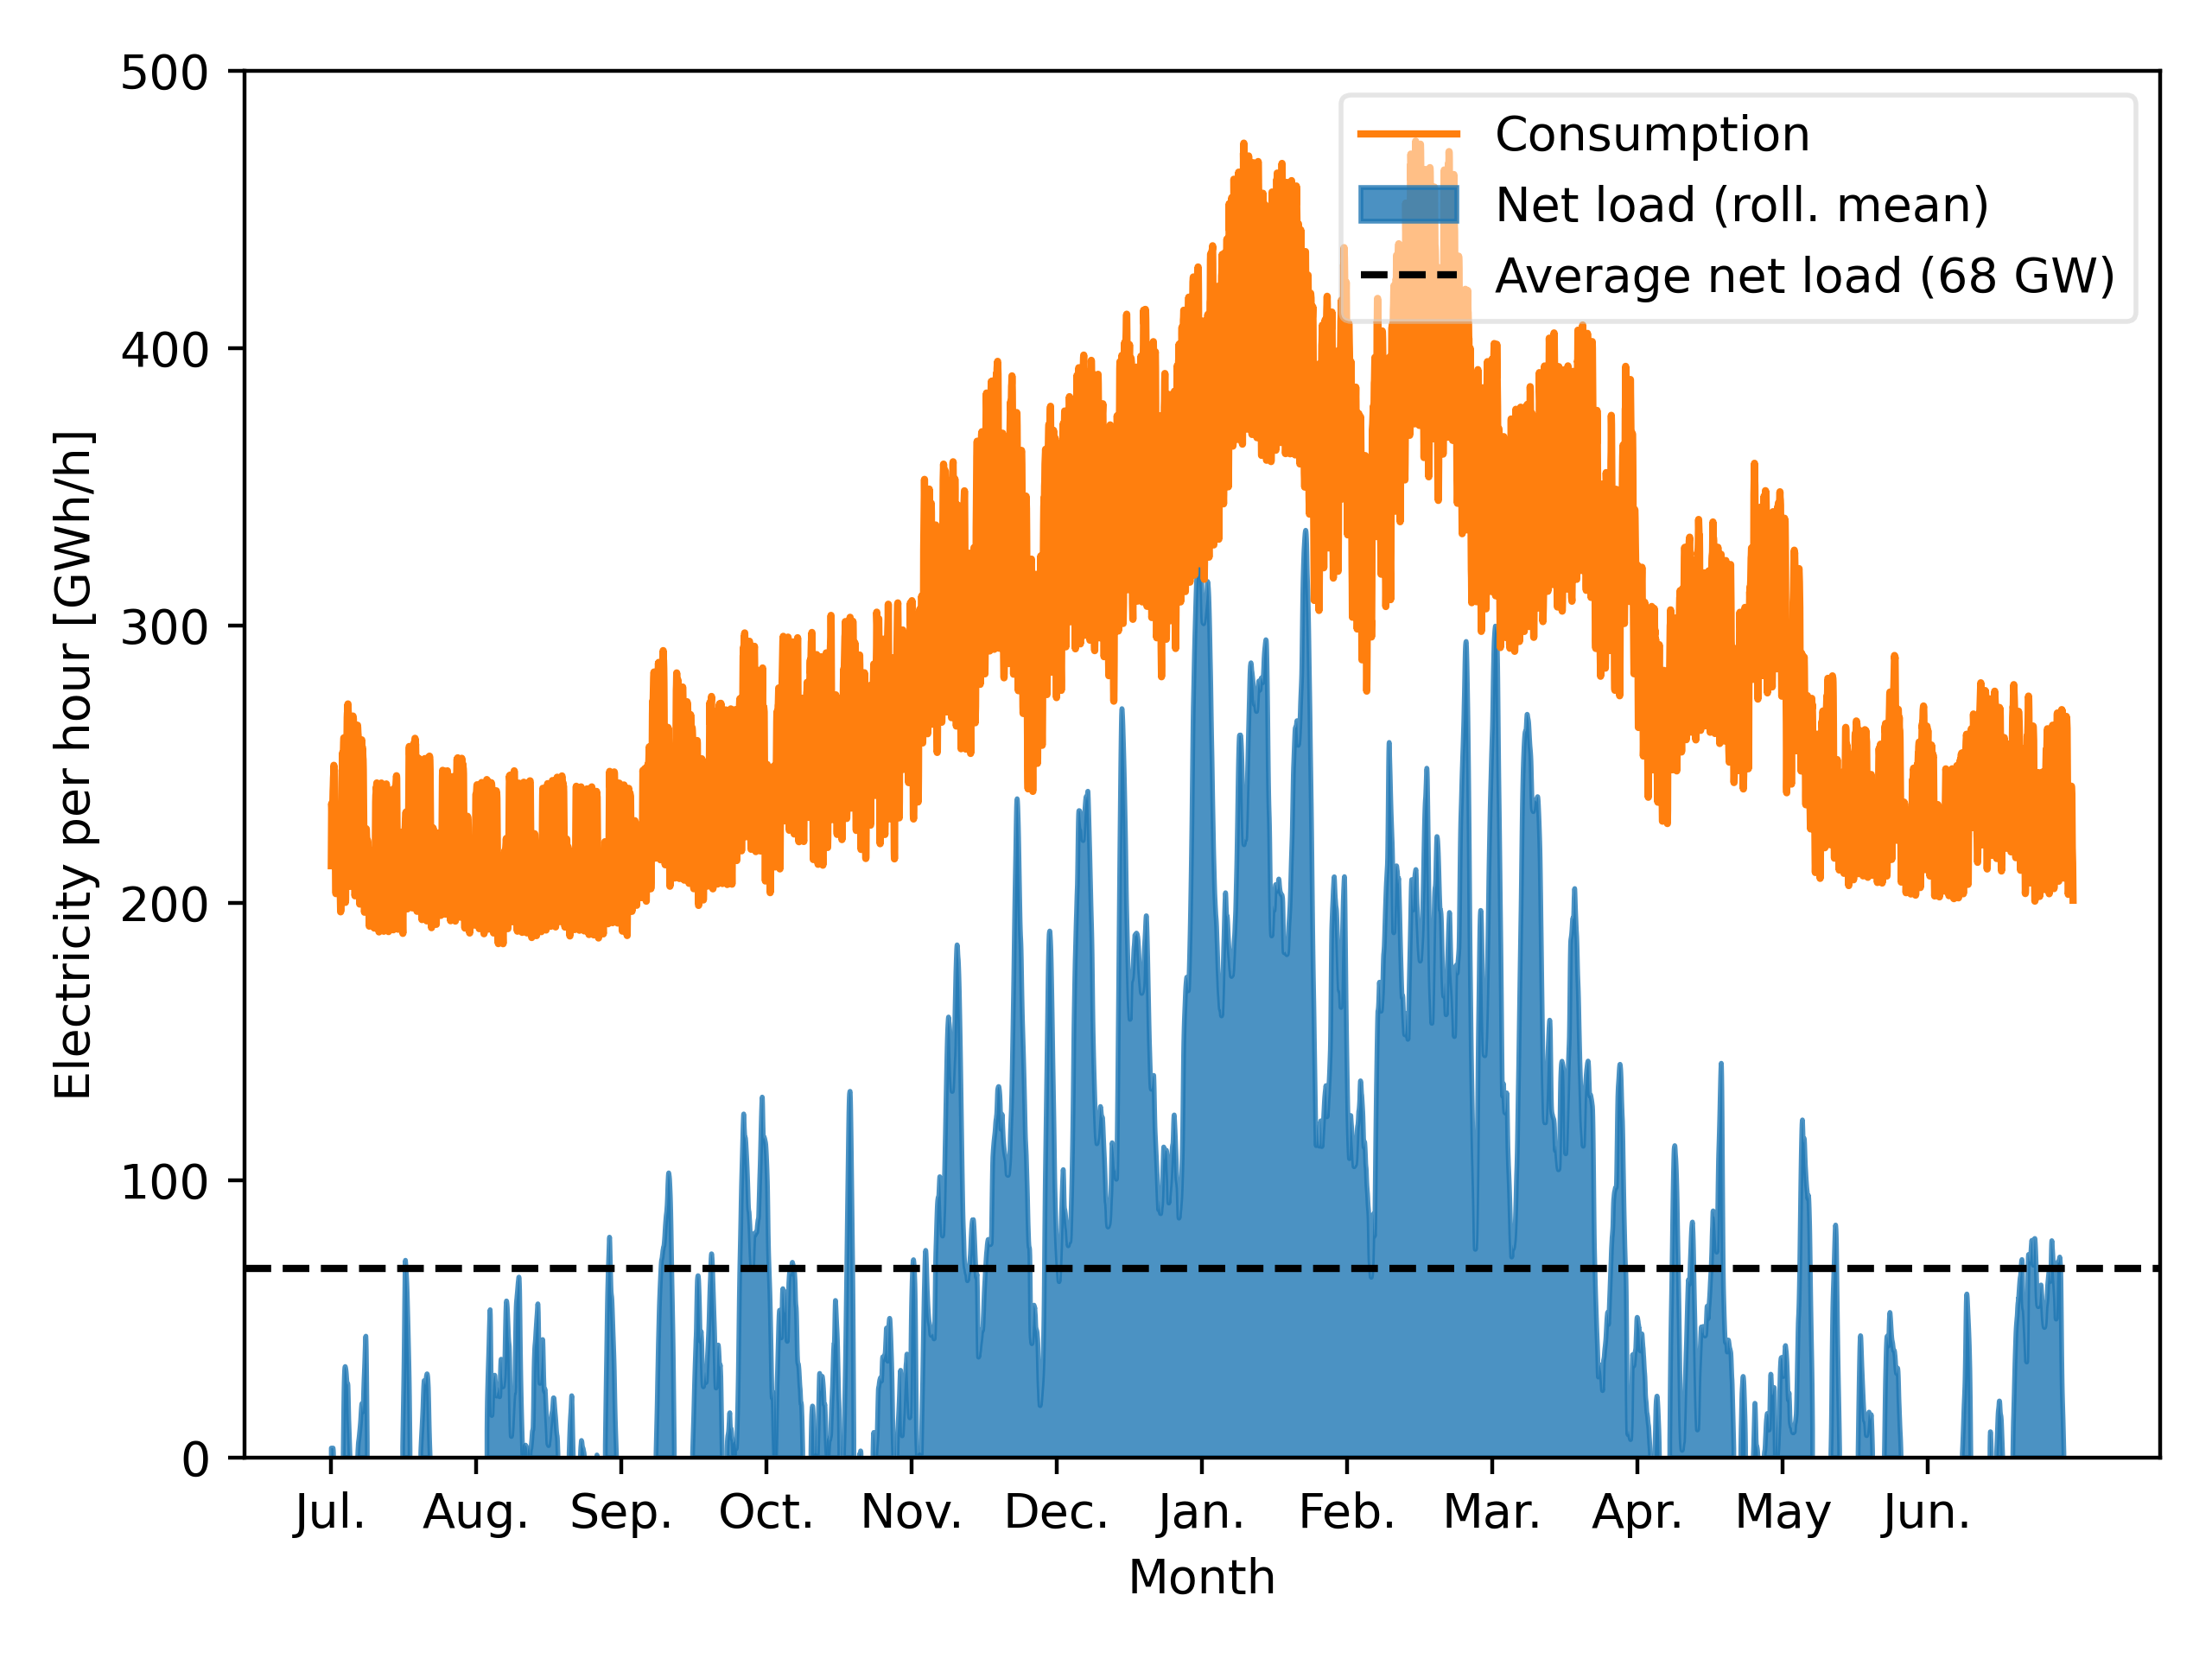 Electricity per hour [GWh/h]
500
400
300
200
100
0
Consumption
Net load (roll. mean)
Average net load (68 GW)
Jul. Aug. Sep. Oct. Nov. Dec. Jan. Feb. Mar. Apr. May Jun.
Month